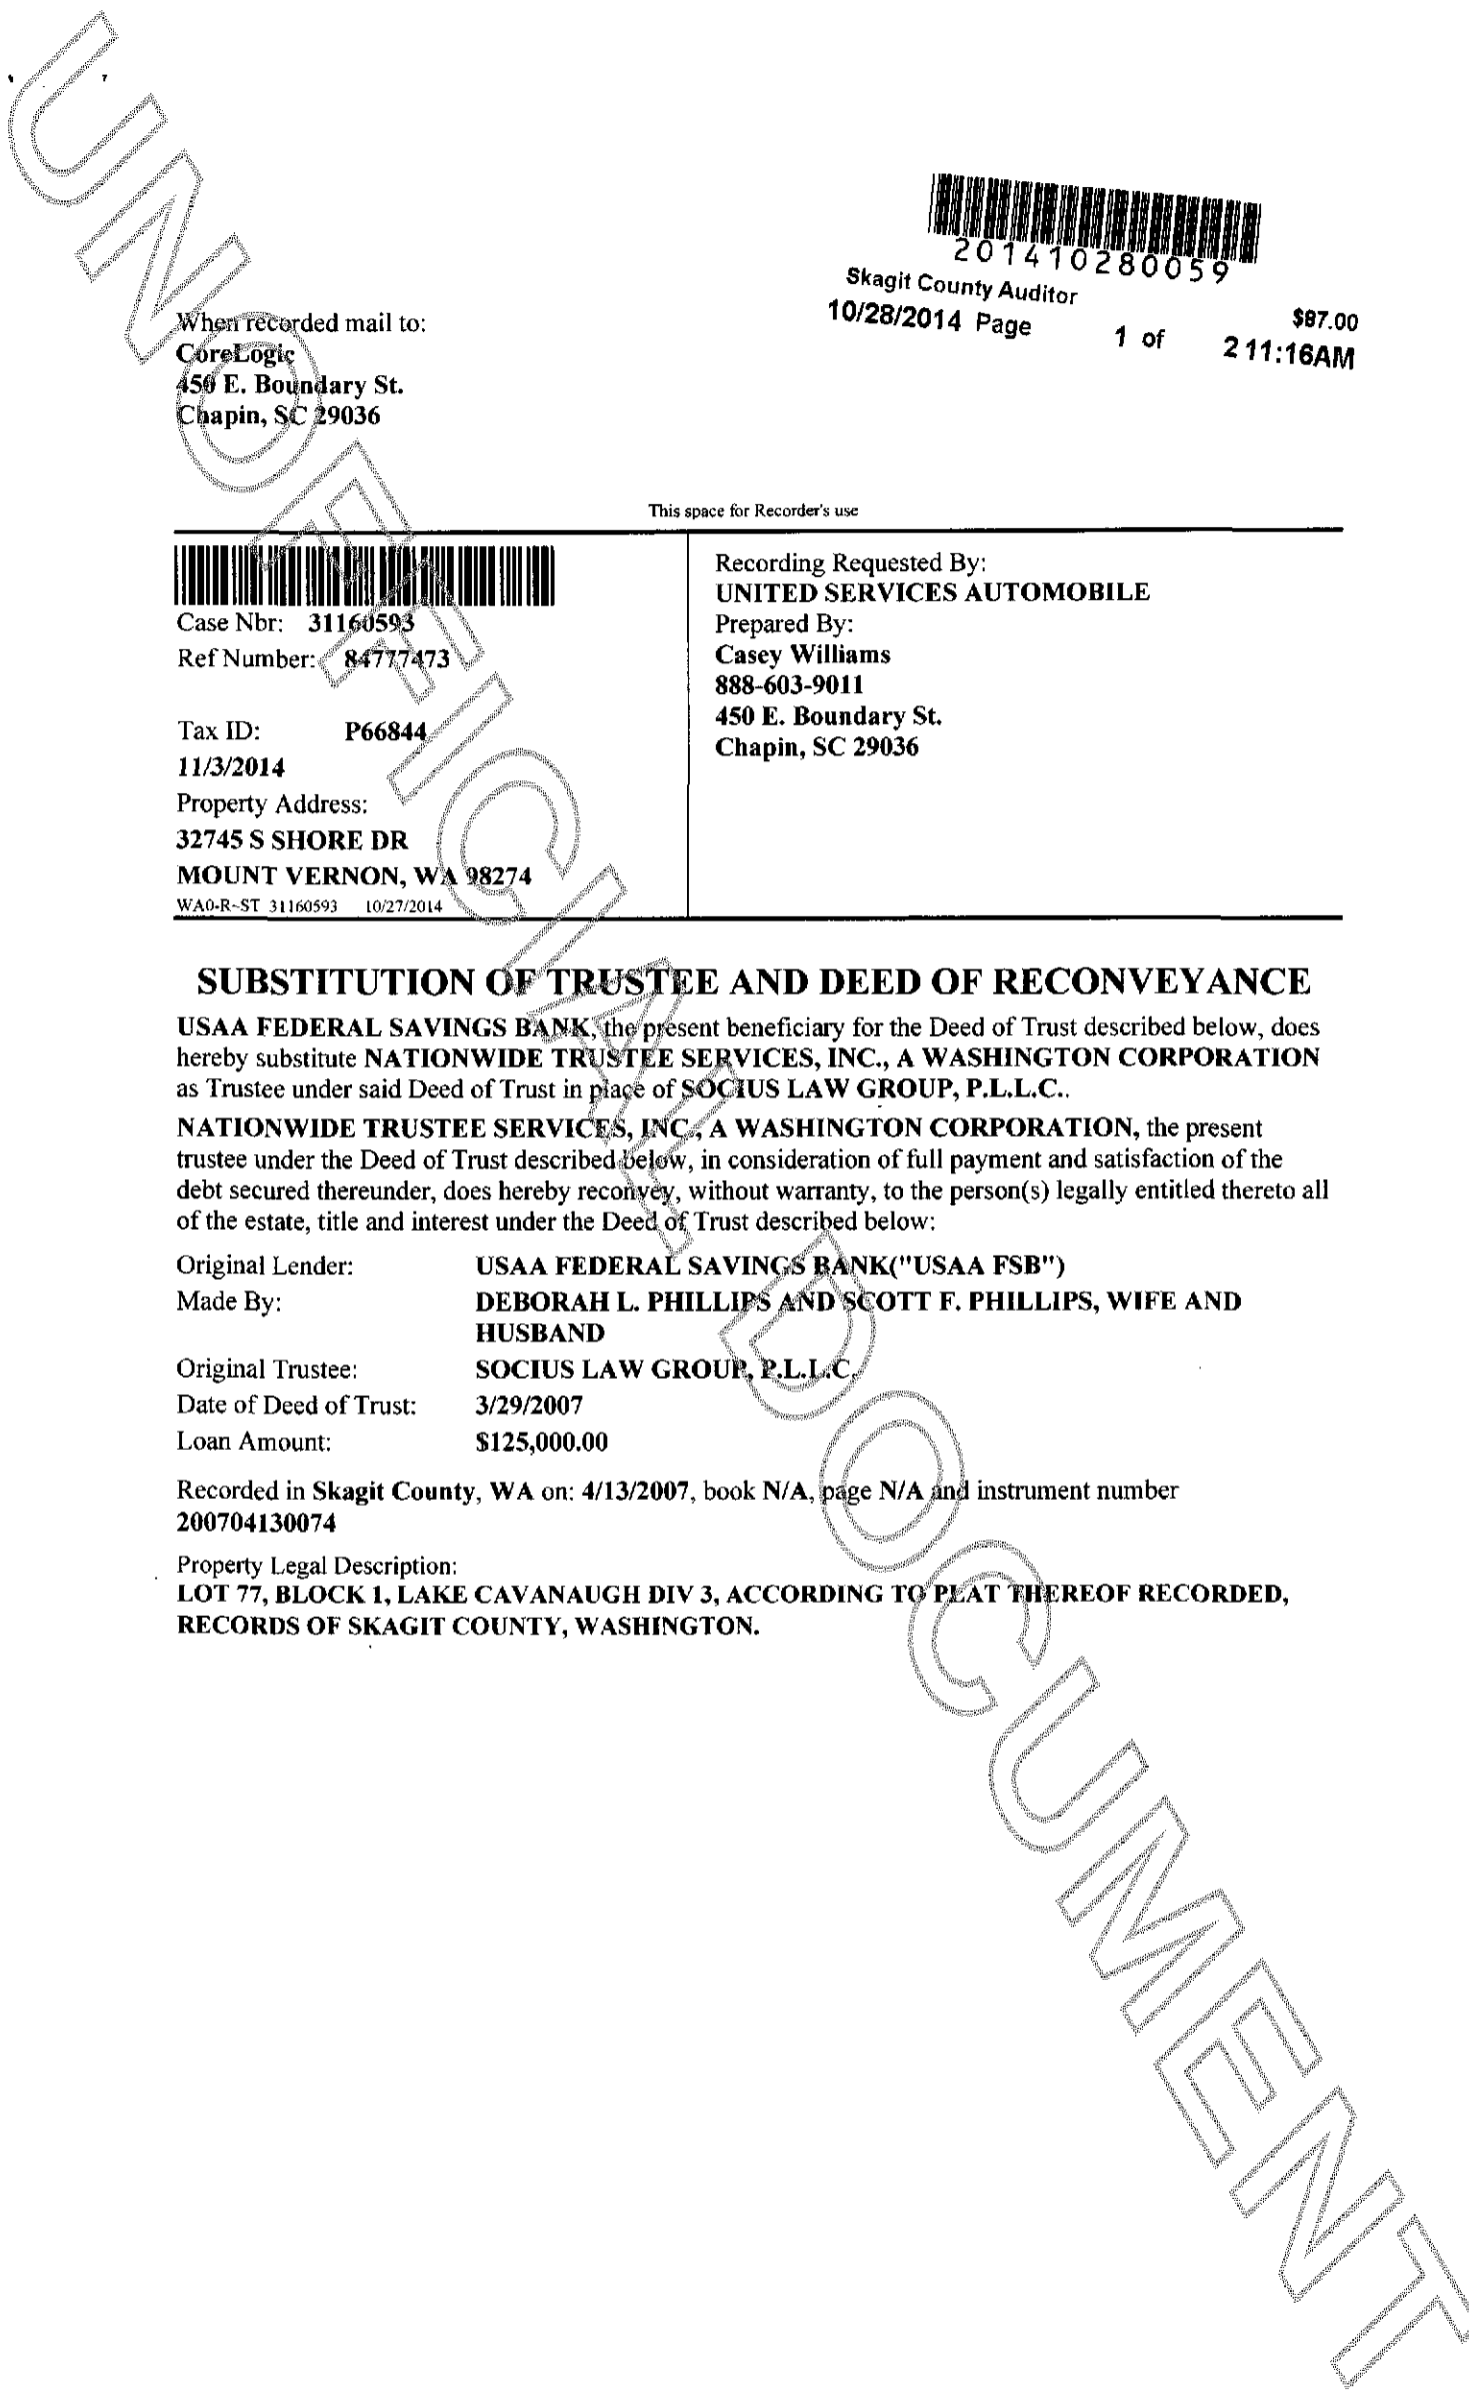 201410280059
Skagit County Auditor
$87.00
10/28/2014 Page 1 of 2 11:16AM
When recorded mail to:
CoreLogic
450 E. Boundary St.
Chapin, SC 29036
This space for Recorder's use
Case Nbr: 31160593
Ref Number: 84777473
Tax ID: P66844
11/3/2014
Property Address:
32745 S SHORE DR
MOUNT VERNON, WA 98274
WA0-R-ST 31160593 10/27/2014
Recording Requested By:
UNITED SERVICES AUTOMOBILE
Prepared By:
Casey Williams
888-603-9011
450 E. Boundary St.
Chapin, SC 29036
SUBSTITUTION OF TRUSTEE AND DEED OF RECONVEYANCE
USAA FEDERAL SAVINGS BANK, the present beneficiary for the Deed of Trust described below, does
hereby substitute NATIONWIDE TRUSTEE SERVICES, INC., A WASHINGTON CORPORATION
as Trustee under said Deed of Trust in place of SOCIUS LAW GROUP, P.L.L.C..
NATIONWIDE TRUSTEE SERVICES, INC., A WASHINGTON CORPORATION, the present
trustee under the Deed of Trust described below, in consideration of full payment and satisfaction of the
debt secured thereunder, does hereby reconvey, without warranty, to the person(s) legally entitled thereto all
of the estate, title and interest under the Deed of Trust described below:
Original Lender: USAA FEDERAL SAVINGS BANK("USAA FSB")
Made By: DEBORAH L. PHILLIPS AND SCOTT F. PHILLIPS, WIFE AND
HUSBAND
Original Trustee: SOCIUS LAW GROUP, P.L.L.C.
Date of Deed of Trust: 3/29/2007
Loan Amount: $125,000.00
Recorded in Skagit County, WA on: 4/13/2007, book N/A, page N/A and instrument number
200704130074
Property Legal Description:
LOT 77, BLOCK 1, LAKE CAVANAUGH DIV 3, ACCORDING TO PLAT THEREOF RECORDED,
RECORDS OF SKAGIT COUNTY, WASHINGTON.
UNOFFICIAL DOCUMENT